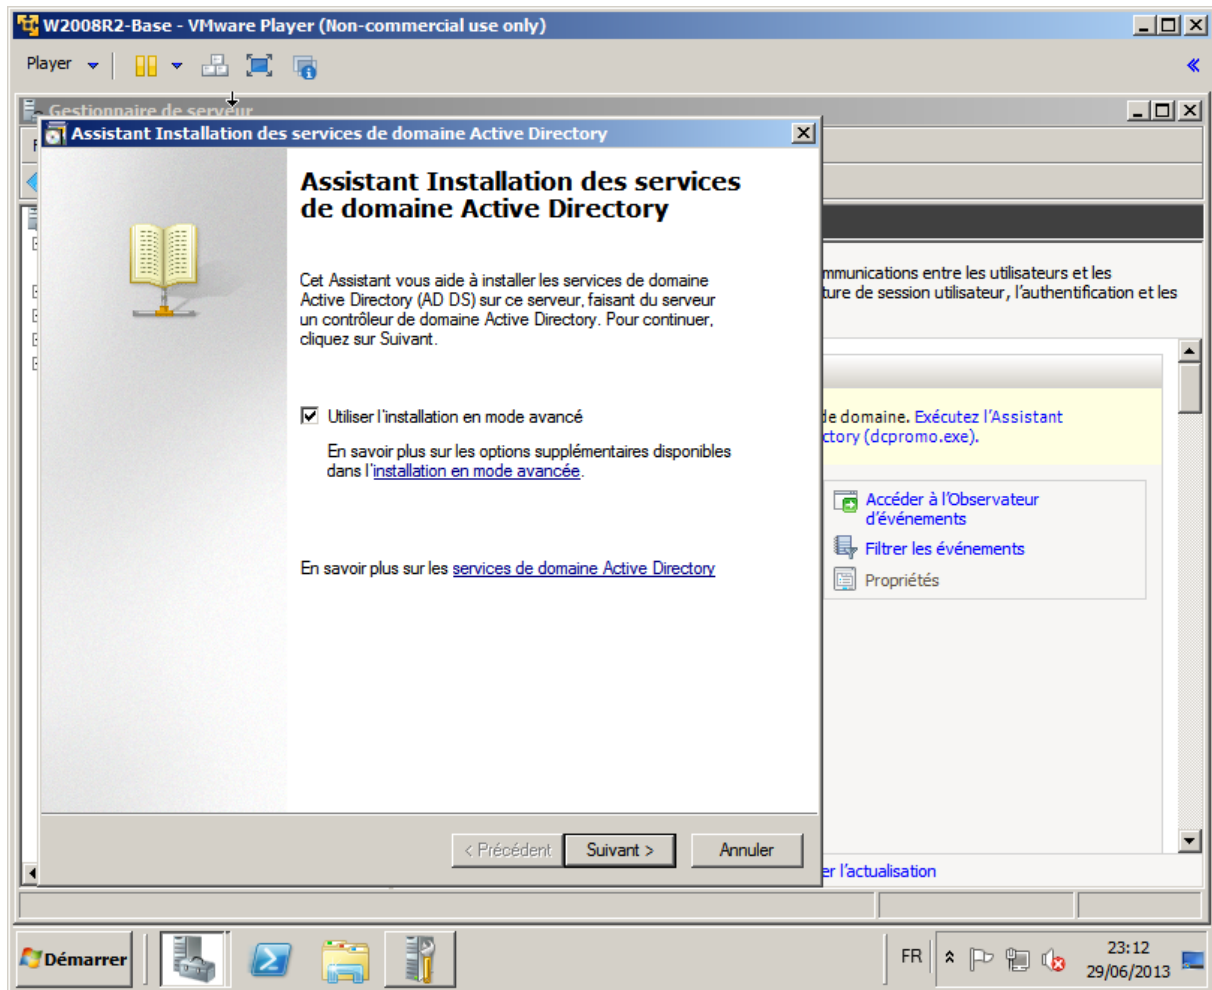 W2008R2-Base - VMware Player (Non-commercial use only)
Player
Gestionnaire de serveur
Assistant Installation des services de domaine Active Directory
Assistant Installation des services
de domaine Active Directory
Cet Assistant vous aide à installer les services de domaine
Active Directory (AD DS) sur ce serveur, faisant du serveur
un contrôleur de domaine Active Directory. Pour continuer,
cliquez sur Suivant.
Utiliser l'installation en mode avancé
En savoir plus sur les options supplémentaires disponibles
dans l'installation en mode avancée.
En savoir plus sur les services de domaine Active Directory
< Précédent
Suivant >
Annuler
mmunications entre les utilisateurs et les
ture de session utilisateur, l'authentification et les
de domaine. Exécutez l'Assistant
ctory (dcpromo.exe).
Accéder à l'Observateur
d'événements
Filtrer les événements
Propriétés
er l'actualisation
Démarrer
FR
23:12
29/06/2013